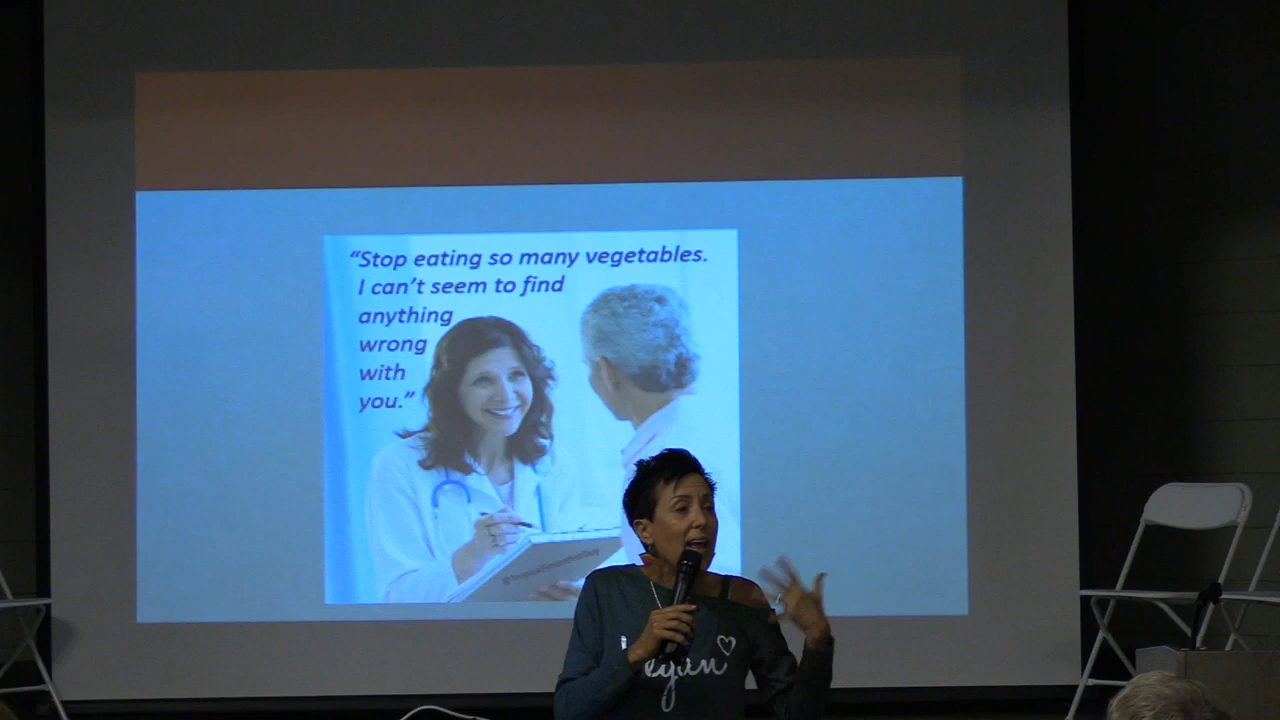 “Stop eating so many vegetables.
I can’t seem to find
anything
wrong
with
you.”